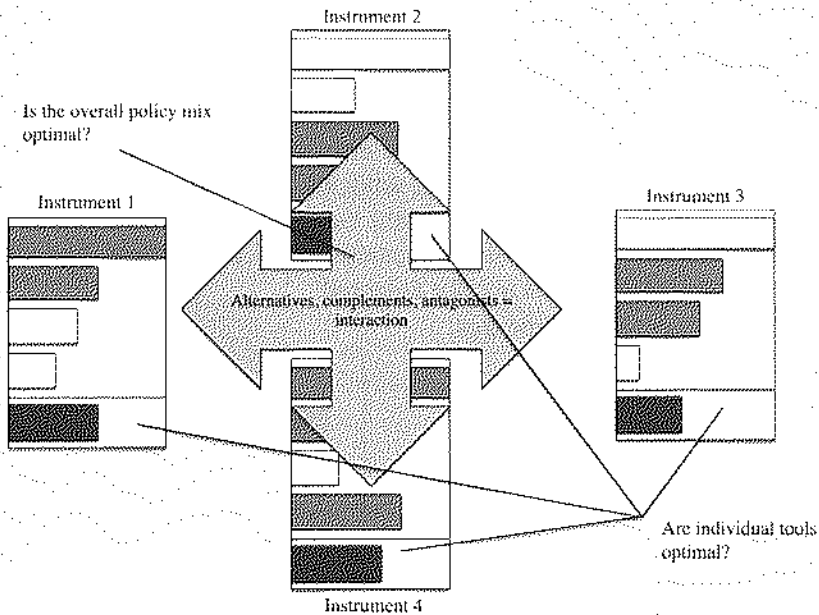 Instrument 2
Is the overall policy mix
optimal?
Instrument 1
Instrument 3
Alternatives, complements, antagonists =
interaction
Are individual tools
optimal?
Instrument 4